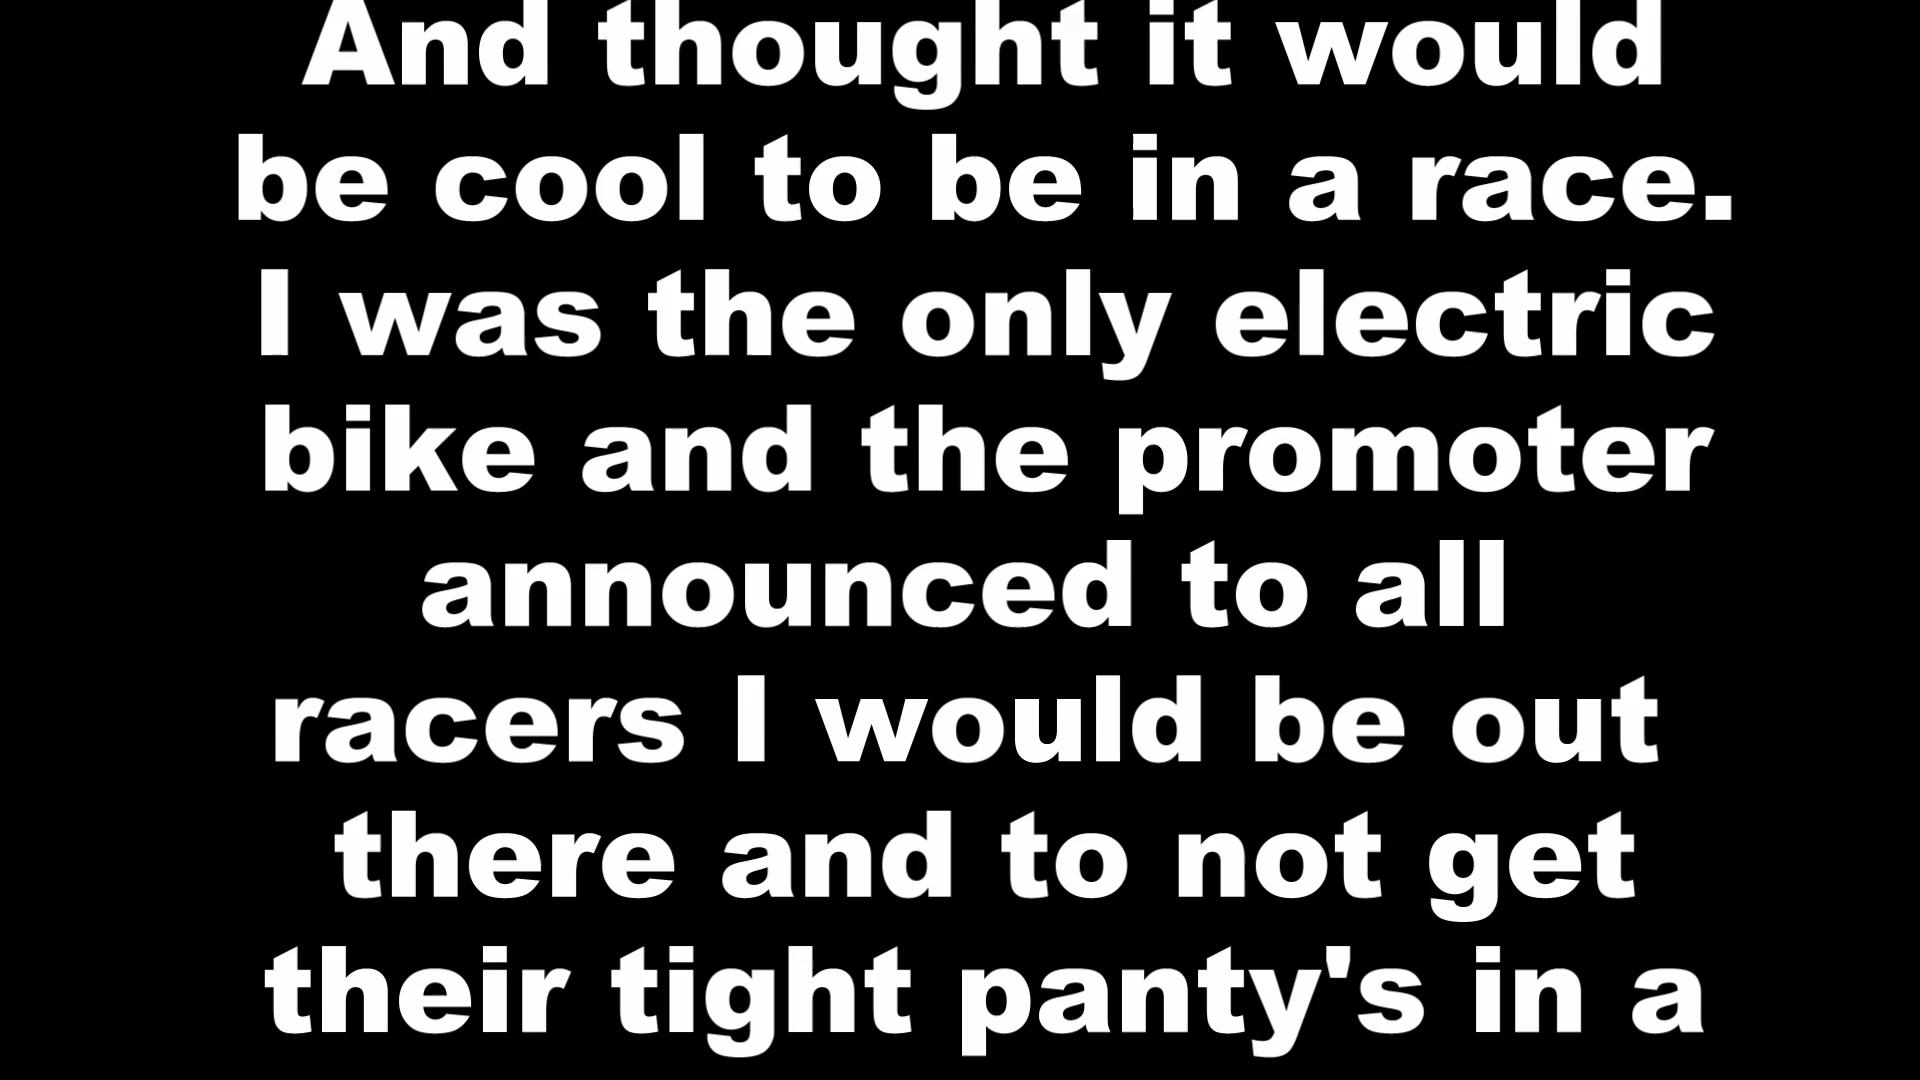 And thought it would
be cool to be in a race.
I was the only electric
bike and the promoter
announced to all
racers I would be out
there and to not get
their tight panty's in a